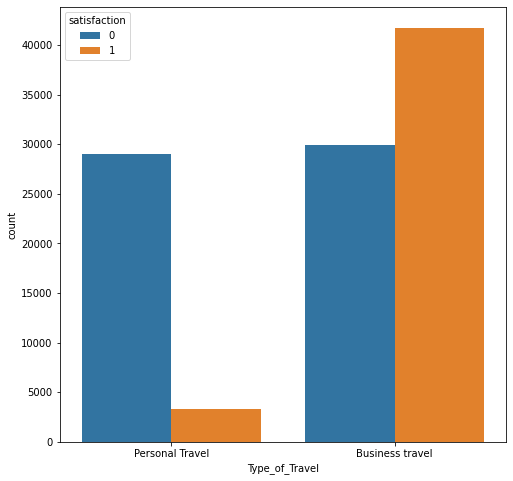 satisfaction
0
1
40000
35000
30000
25000
20000
15000
10000
5000
0
count
Personal Travel
Business travel
Type_of_Travel